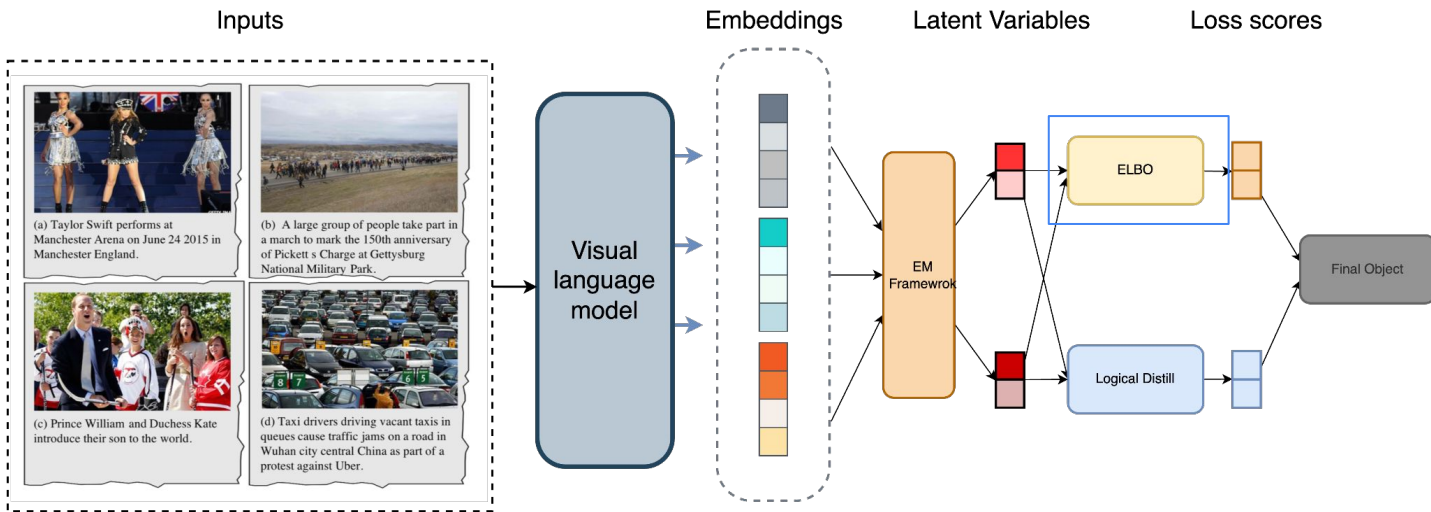 Inputs
Embeddings
Latent Variables
Loss scores
(a) Taylor Swift performs at
Manchester Arena on June 24 2015 in
Manchester England.
(b) A large group of people take part in
a march to mark the 150th anniversary
of Pickett s Charge at Gettysburg
National Military Park.
8 7
6 5
(c) Prince William and Duchess Kate
introduce their son to the world.
(d) Taxi drivers driving vacant taxis in
queues cause traffic jams on a road in
Wuhan city central China as part of a
protest against Uber.
Visual
language
model
EM
Framewrok
ELBO
Logical Distill
Final Object